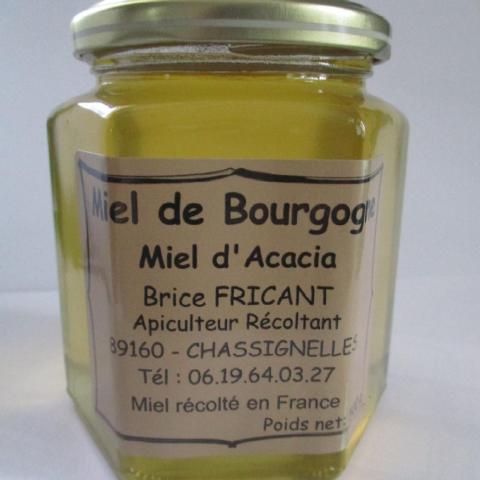 Miel de Bourgogne
Miel d'Acacia
Brice FRICANT
Apiculteur Récoltant
89160 - CHASSIGNELLES
Tél : 06.19.64.03.27
Miel récolté en France
Poids net: